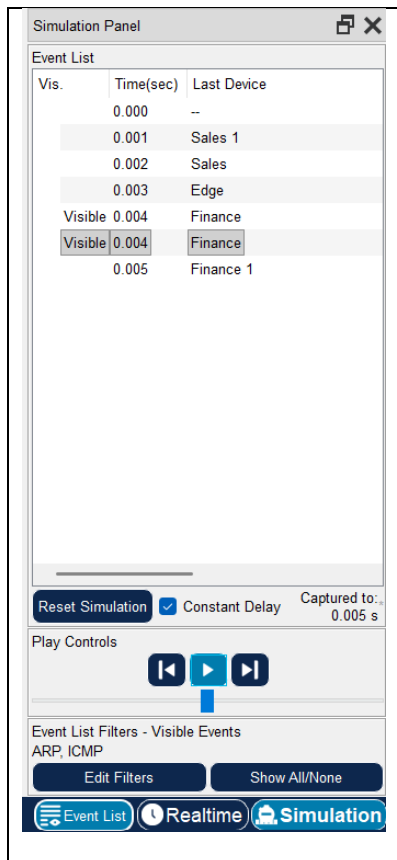 Simulation Panel
Event List
Vis. Time(sec) Last Device
0.000 --
0.001 Sales 1
0.002 Sales
0.003 Edge
Visible 0.004 Finance
Visible 0.004 Finance
0.005 Finance 1
Reset Simulation Constant Delay Captured to:
0.005 s
Play Controls
Event List Filters - Visible Events
ARP, ICMP
Edit Filters Show All/None
Event List Realtime Simulation